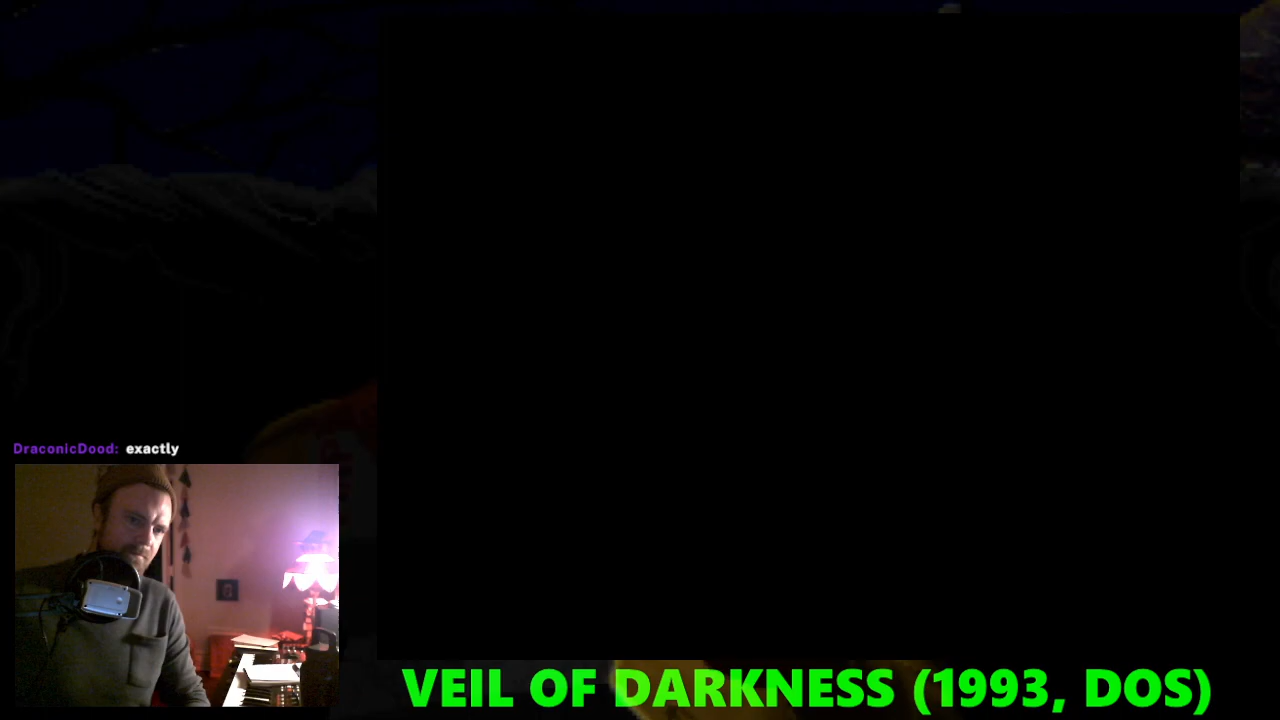 DraconicDood: exactly
VEIL OF DARKNESS (1993, DOS)